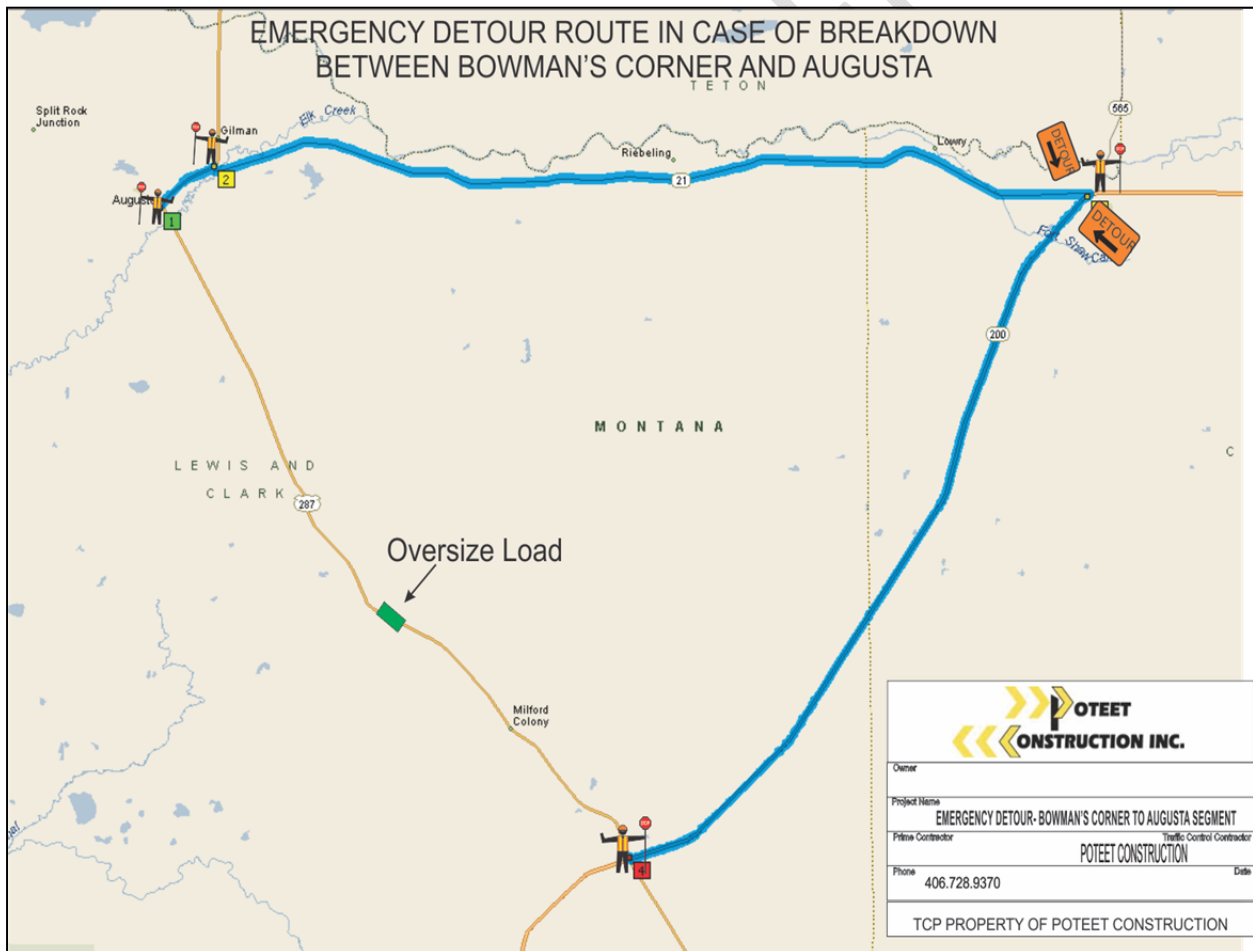 EMERGENCY DETOUR ROUTE IN CASE OF BREAKDOWN
BETWEEN BOWMAN'S CORNER AND AUGUSTA
TETON
Split Rock
Junction
Elk Creek
Gilman
565
DETOUR
Riebeling
Lowry
2
21
August
1
DETOUR
Fort Shaw
200
MONTANA
C
LEWIS AND
CLARK
287
Oversize Load
Milford
Colony
4
POTEET
CONSTRUCTION INC.
Owner
Project Name
EMERGENCY DETOUR- BOWMAN'S CORNER TO AUGUSTA SEGMENT
Prime Contractor Traffic Control Contractor
POTEET CONSTRUCTION
Phone Date
406.728.9370
TCP PROPERTY OF POTEET CONSTRUCTION